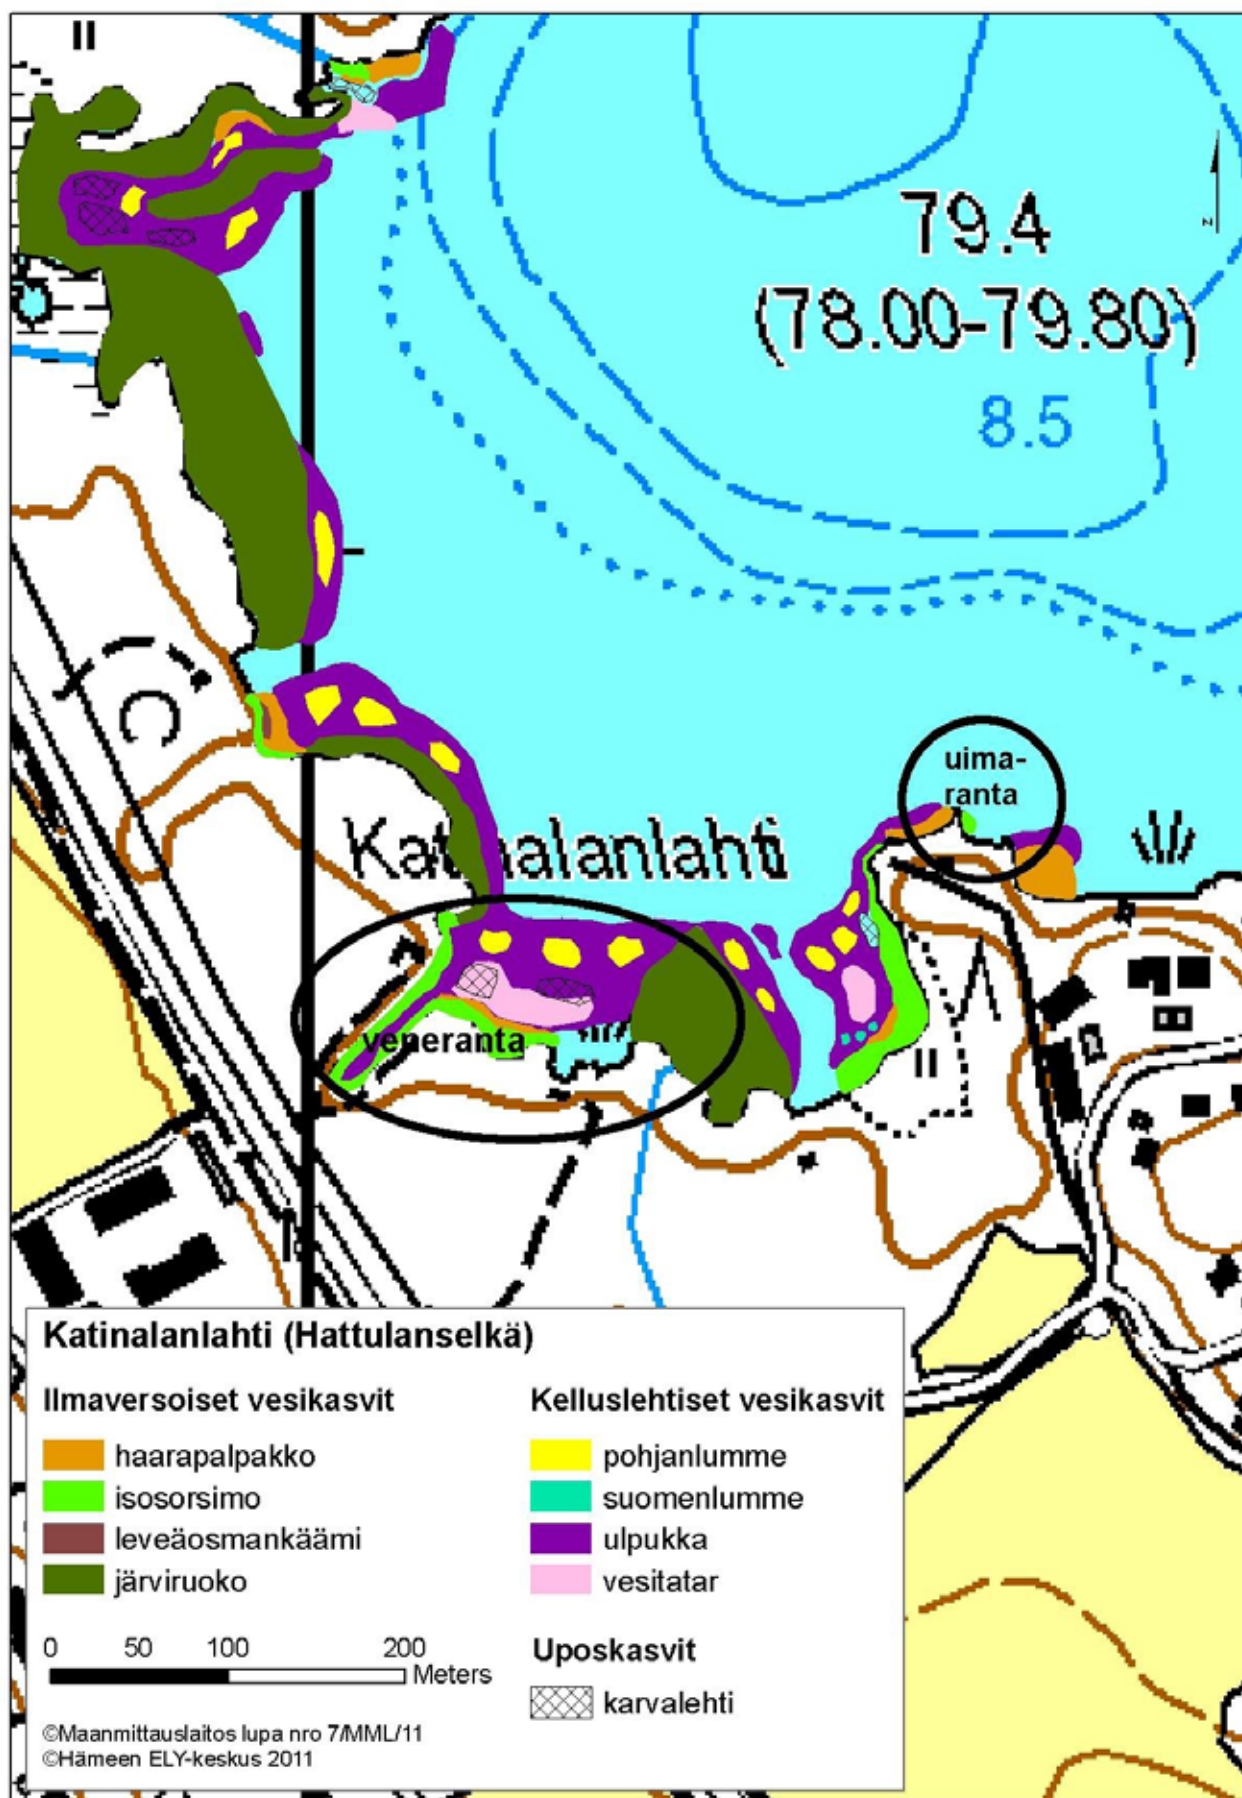 II
79.4
(78.00-79.80)
8.5
N
uima-
ranta
Katinalanlahti
veneranta
II
Katinalanlahti (Hattulanselkä)
Ilmaversoiset vesikasvit
haarapalpakko
isosorsimo
leveäosmankäämi
järviruoko
Kelluslehtiset vesikasvit
pohjanlumme
suomenlumme
ulpukka
vesitatar
Uposkasvit
karvalehti
0 50 100 200
Meters
©Maanmittauslaitos lupa nro 7/MML/11
©Hämeen ELY-keskus 2011